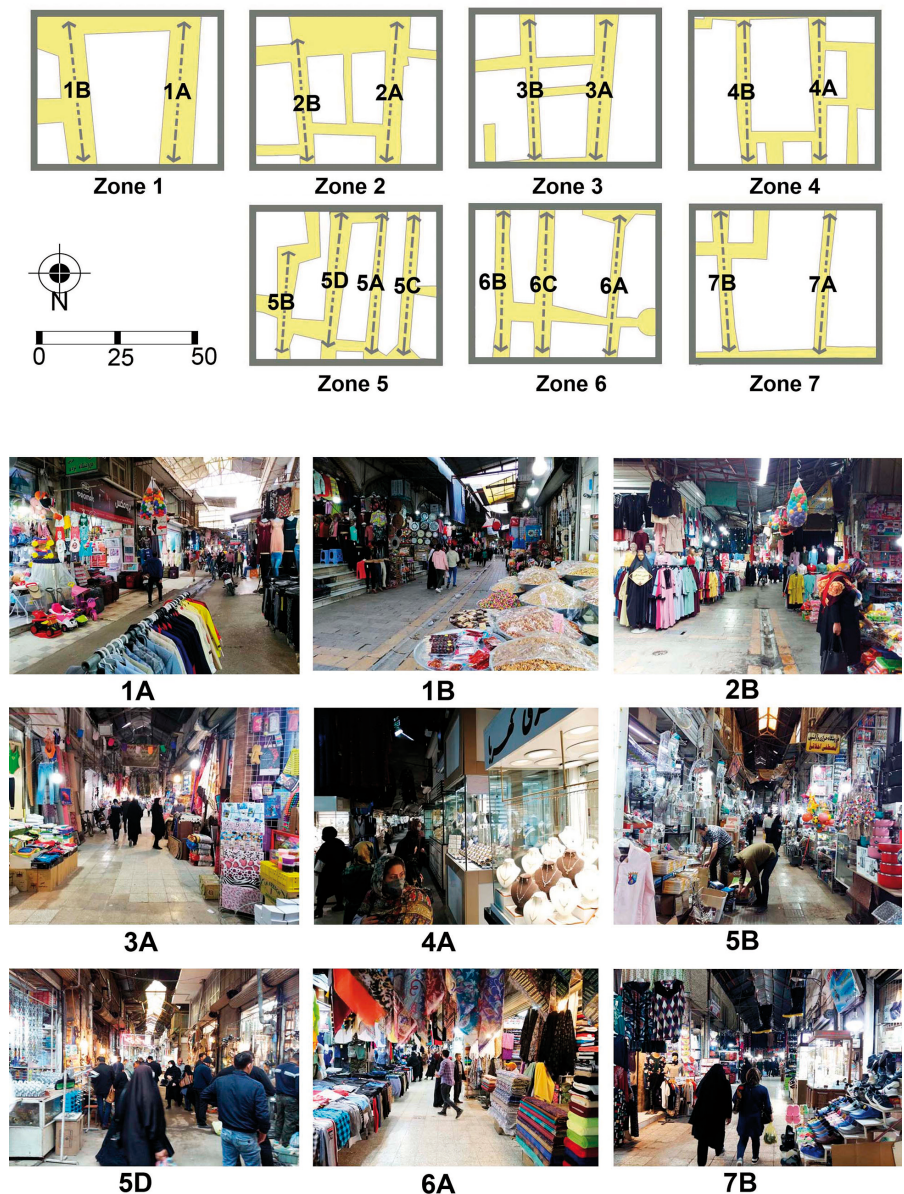 1B 1A
2B 2A
3B 3A
4B 4A
Zone 1
Zone 2
Zone 3
Zone 4
N
0 25 50
5B 5D 5A 5C
6B 6C 6A
7B 7A
Zone 5
Zone 6
Zone 7
1A
1B
2B
3A
4A
5B
5D
6A
7B